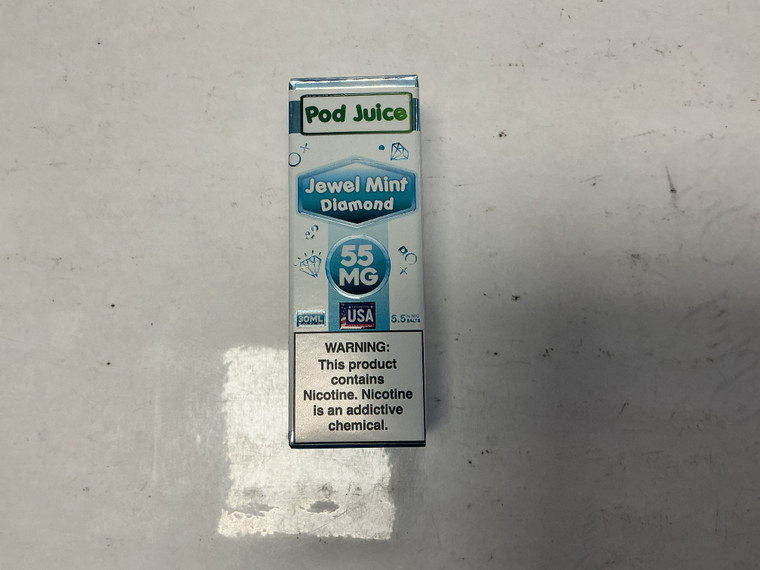 Pod Juice
Jewel Mint
Diamond
55
MG
30ML
USA
5.5%
SALTS
WARNING:
This product
contains
Nicotine. Nicotine
is an addictive
chemical.